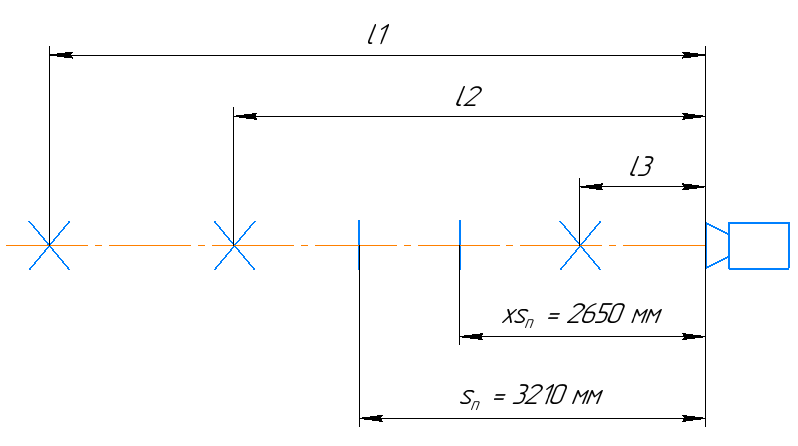 l1
l2
l3
xsп = 2650 мм
sп = 3210 мм